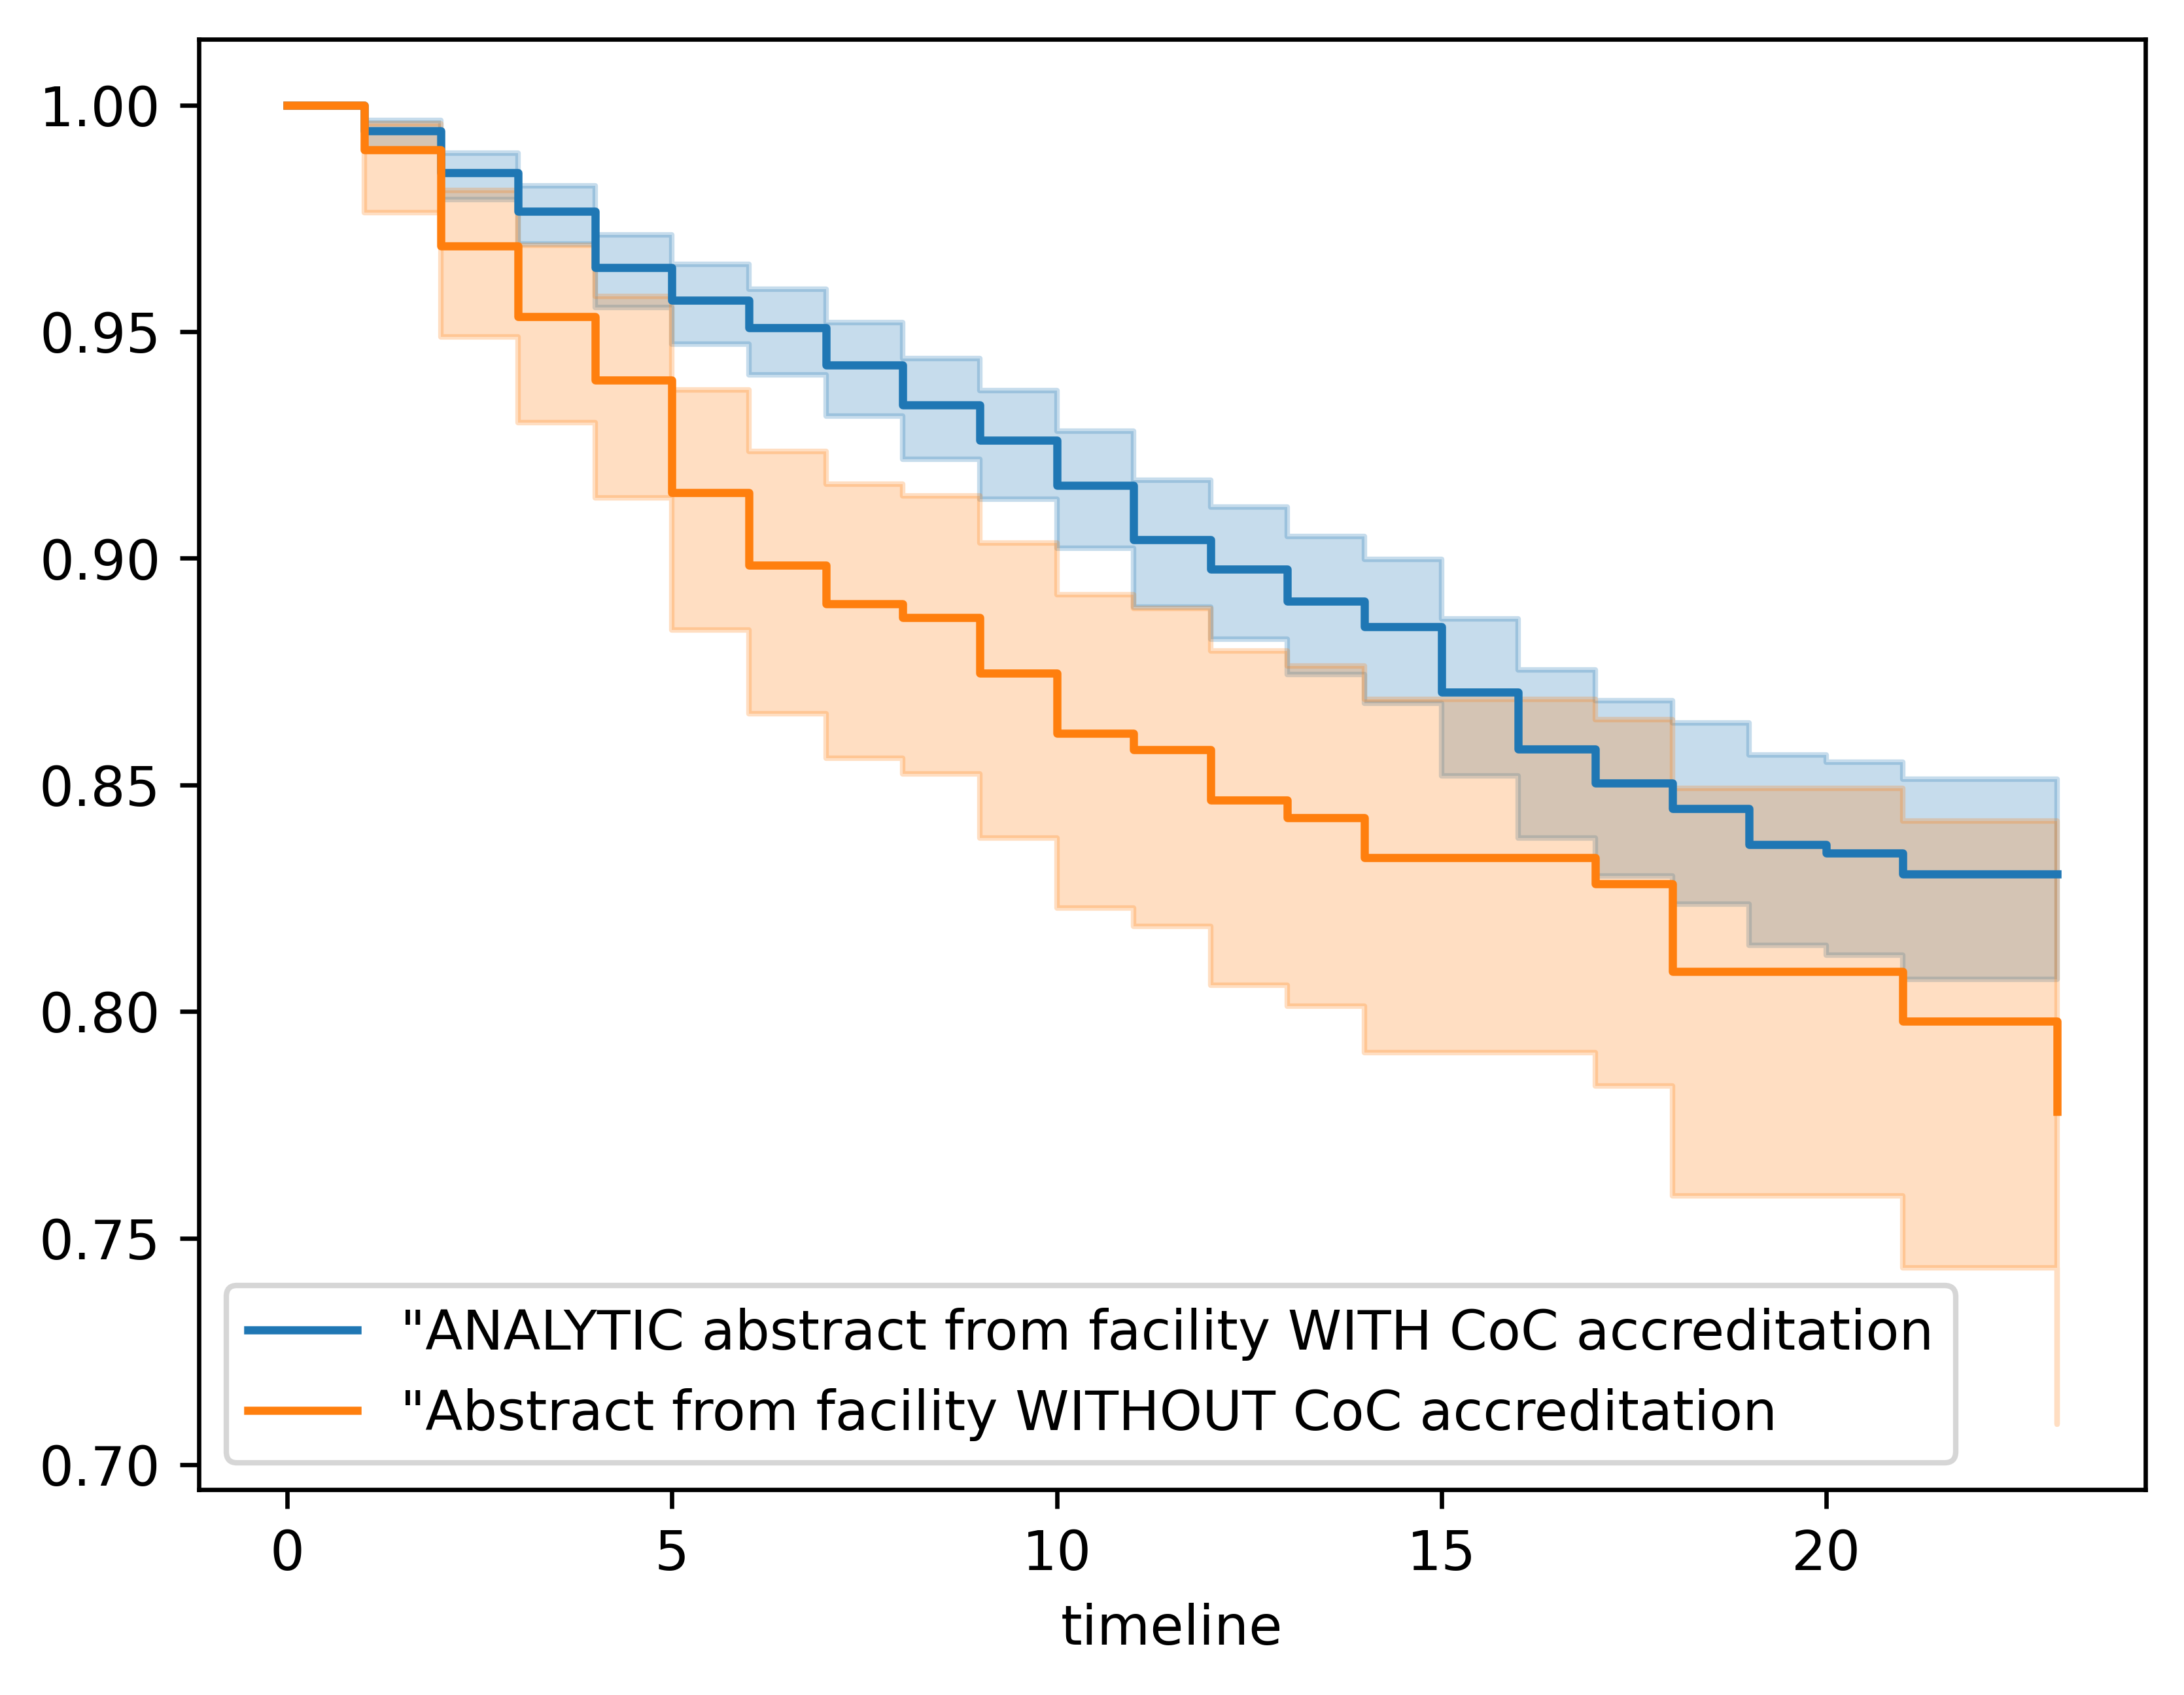 1.00
0.95
0.90
0.85
0.80
0.75
0.70
"ANALYTIC abstract from facility WITH CoC accreditation
"Abstract from facility WITHOUT CoC accreditation
0 5 10 15 20
timeline